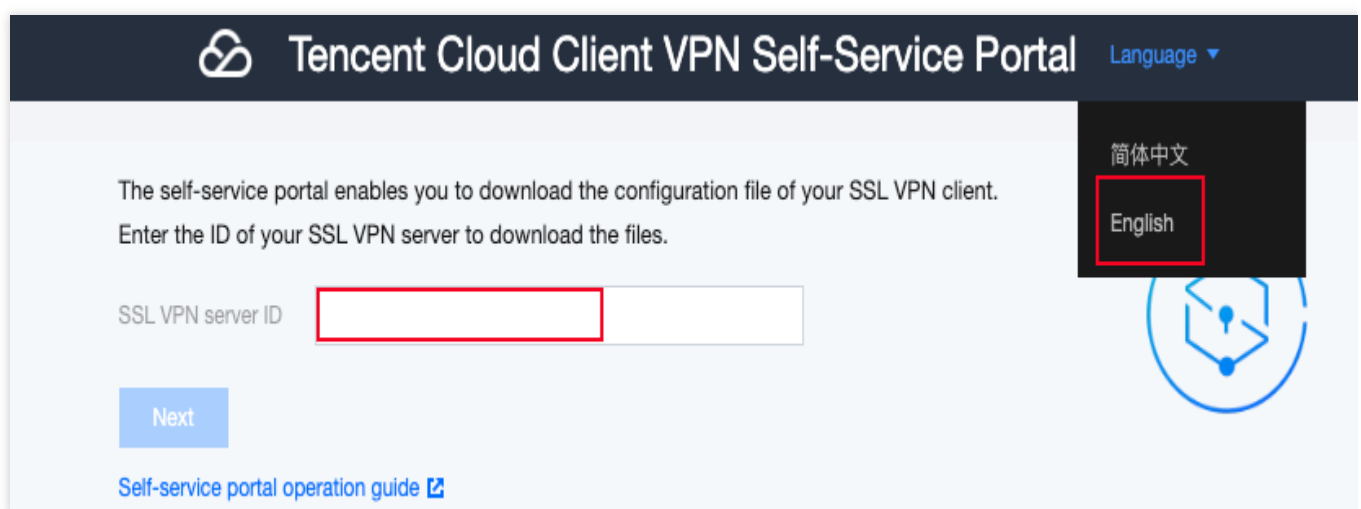 Tencent Cloud Client VPN Self-Service Portal
Language
简体中文
English
The self-service portal enables you to download the configuration file of your SSL VPN client.
Enter the ID of your SSL VPN server to download the files.
SSL VPN server ID
Next
Self-service portal operation guide